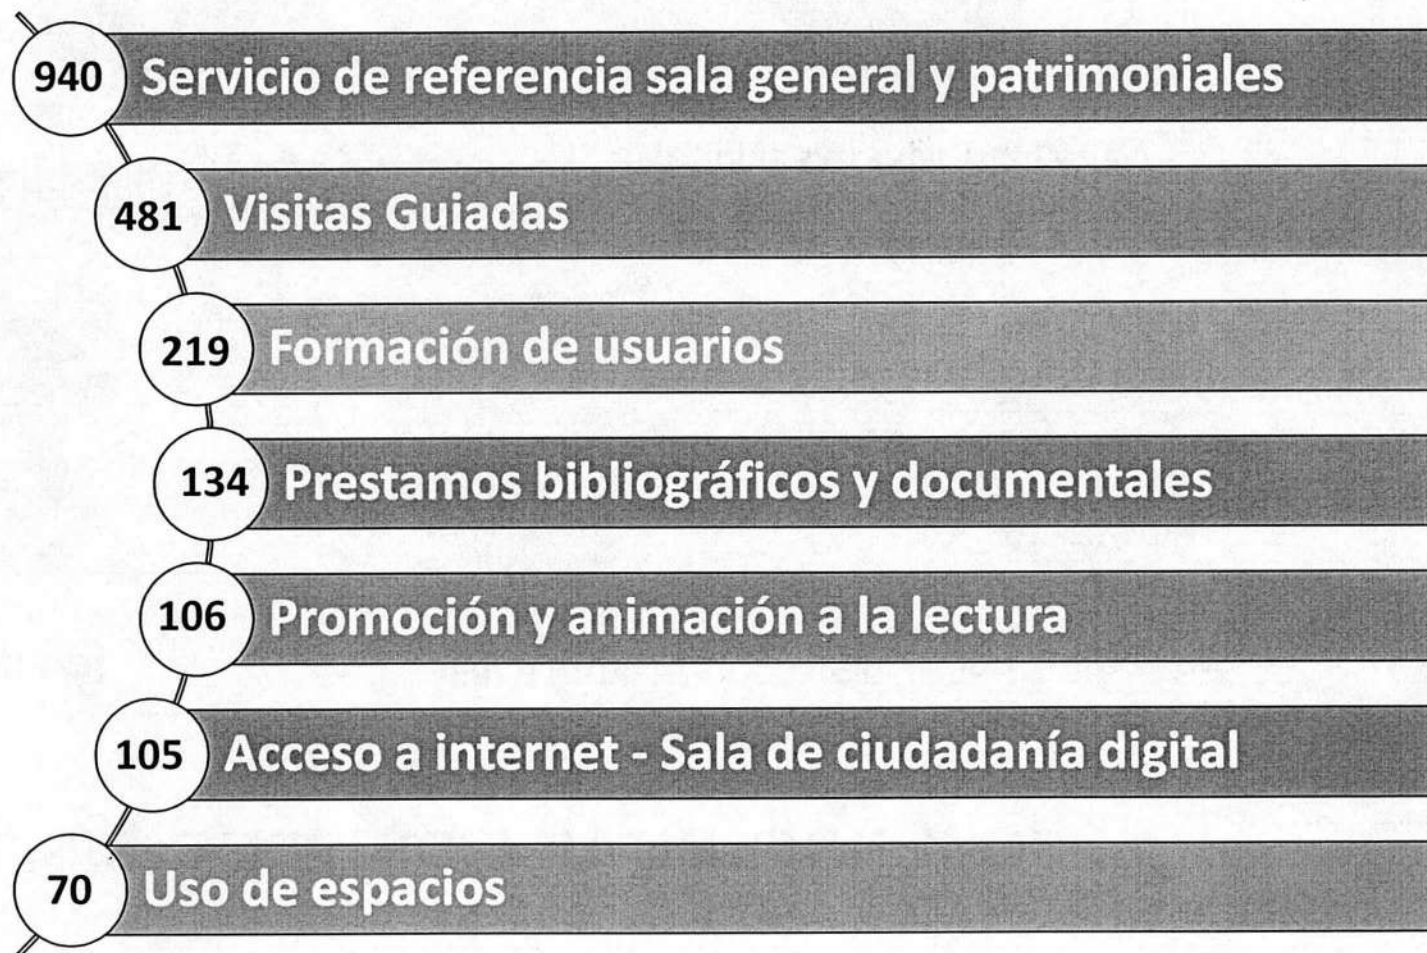 940 Servicio de referencia sala general y patrimoniales
481 Visitas Guiadas
219 Formación de usuarios
134 Prestamos bibliográficos y documentales
106 Promoción y animación a la lectura
105 Acceso a internet - Sala de ciudadanía digital
70 Uso de espacios